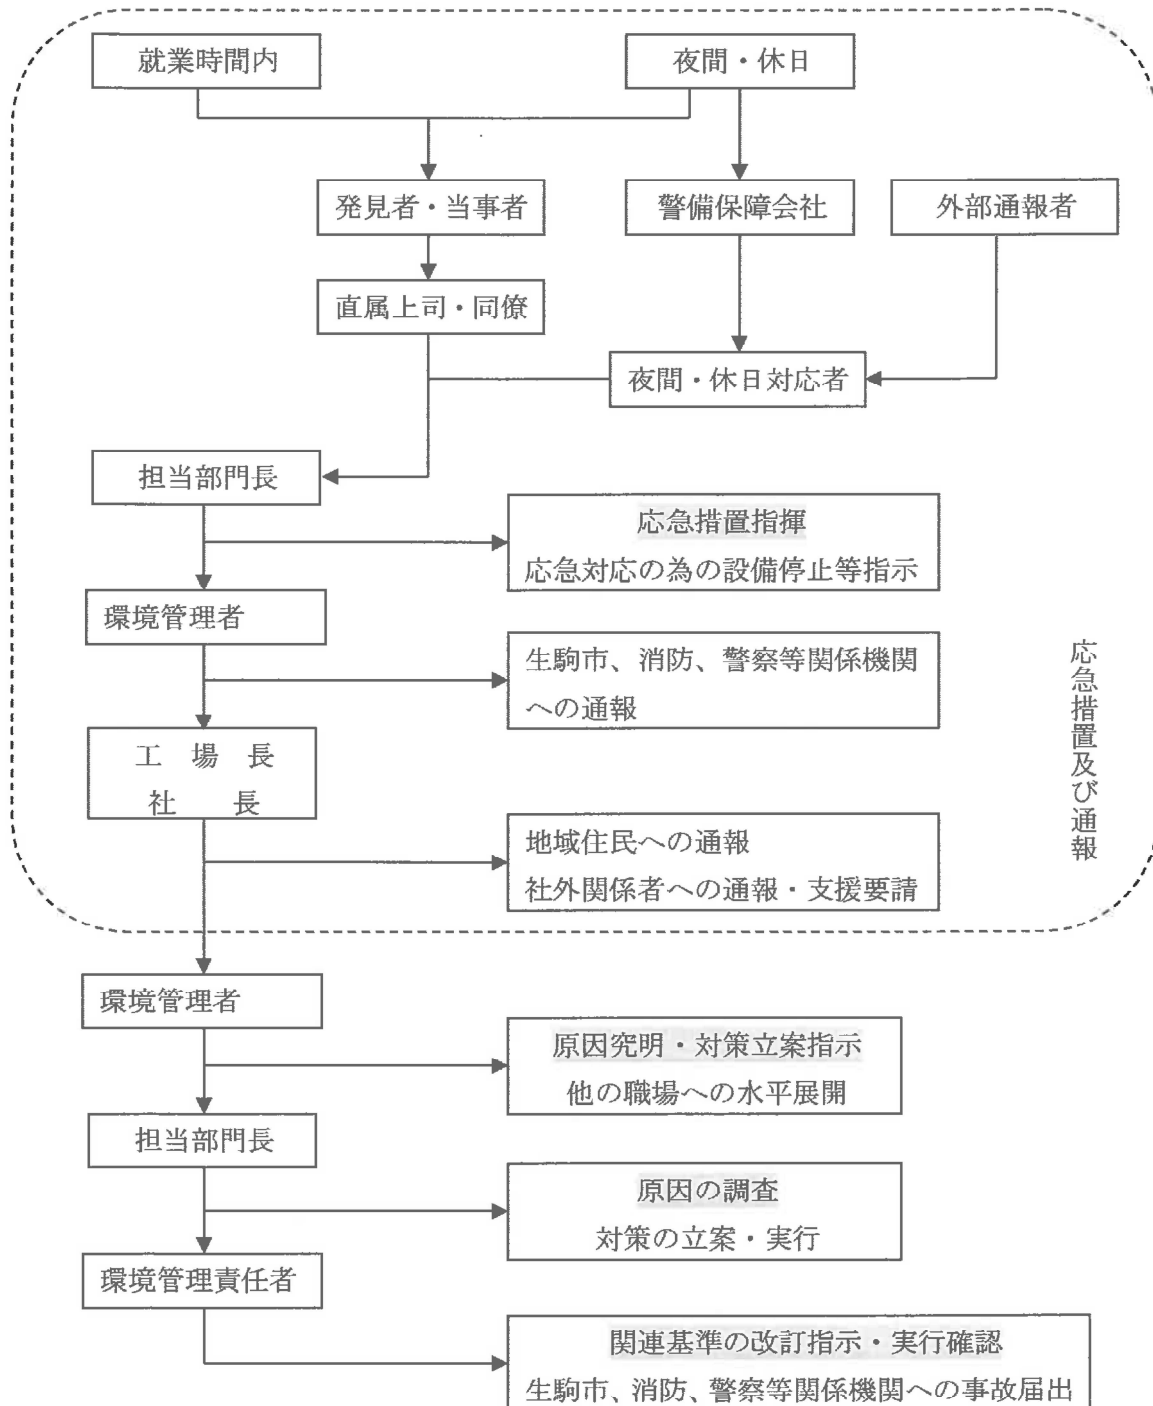 就業時間内
夜間・休日
発見者・当事者
警備保障会社
外部通報者
直属上司・同僚
夜間・休日対応者
担当部門長
応急措置指揮
応急対応の為の設備停止等指示
環境管理者
生駒市、消防、警察等関係機関
への通報
工 場 長
社 長
地域住民への通報
社外関係者への通報・支援要請
応急措置及び通報
環境管理者
原因究明・対策立案指示
他の職場への水平展開
担当部門長
原因の調査
対策の立案・実行
環境管理責任者
関連基準の改訂指示・実行確認
生駒市、消防、警察等関係機関への事故届出